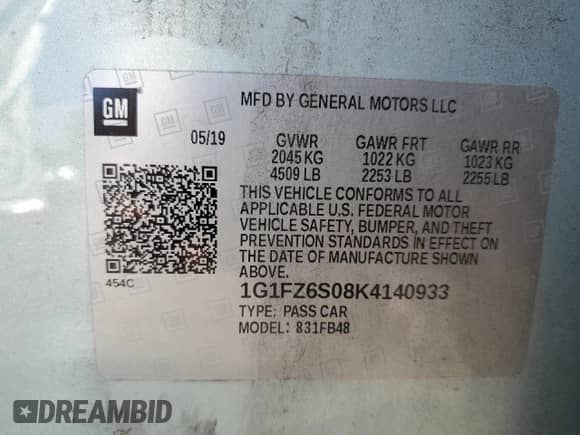 GM
MFD BY GENERAL MOTORS LLC
05/19 GVWR GAWR FRT GAWR RR
2045 KG 1022 KG 1023 KG
4509 LB 2253 LB 2255 LB
THIS VEHICLE CONFORMS TO ALL
APPLICABLE U.S. FEDERAL MOTOR
VEHICLE SAFETY, BUMPER, AND THEFT
PREVENTION STANDARDS IN EFFECT ON
THE DATE OF MANUFACTURE SHOWN
ABOVE.
454C
1G1FZ6S08K4140933
TYPE: PASS CAR
MODEL: 831FB48
DREAMBID